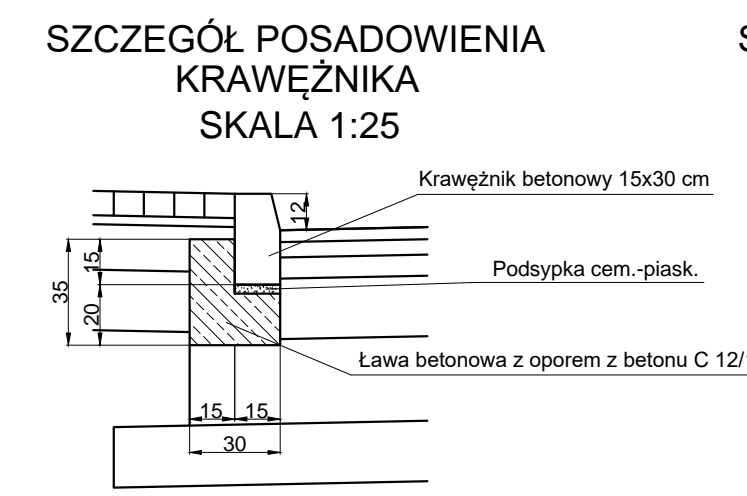 SZCZEGÓŁ POSADOWIENIA
KRAWĘŻNIKA
SKALA 1:25
Krawężnik betonowy 15x30 cm
12
15
35
Podsypka cem.-piask.
20
Ława betonowa z oporem z betonu C 12/
15 15
30